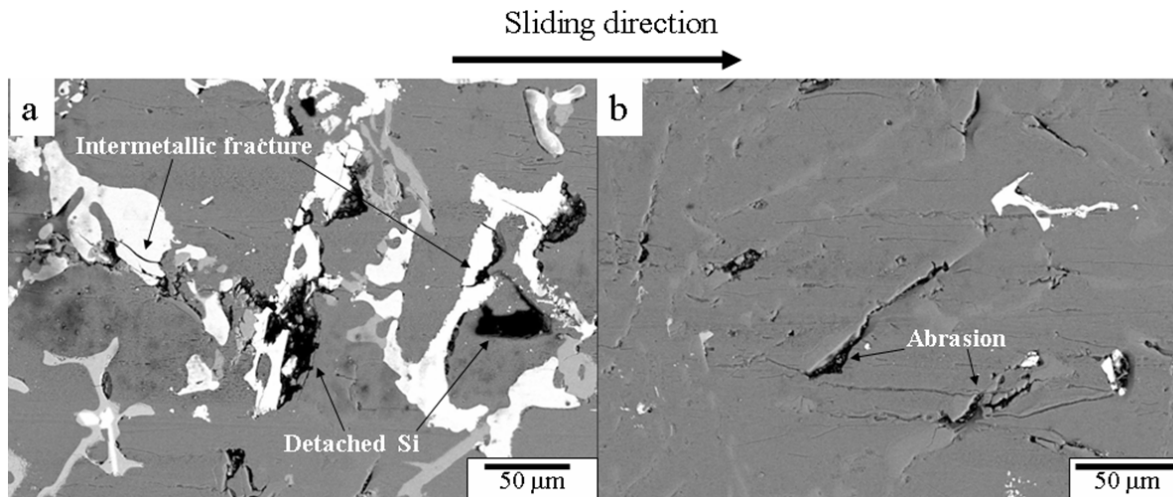 Sliding direction
a
b
Intermetallic fracture
Abrasion
Detached Si
50 µm
50 µm